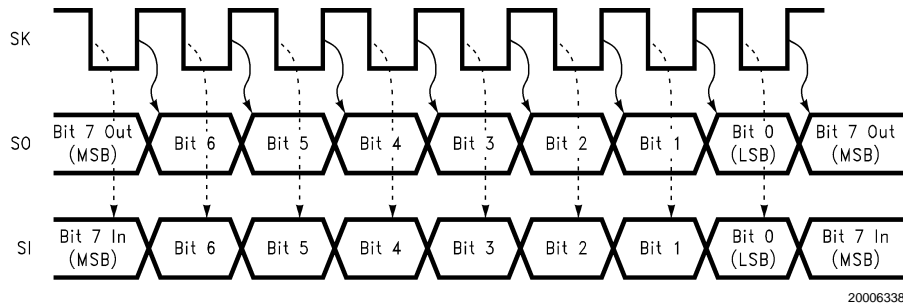 SK
SO
Bit 7 Out
(MSB)
Bit 6
Bit 5
Bit 4
Bit 3
Bit 2
Bit 1
Bit 0
(LSB)
Bit 7 Out
(MSB)
SI
Bit 7 In
(MSB)
Bit 6
Bit 5
Bit 4
Bit 3
Bit 2
Bit 1
Bit 0
(LSB)
Bit 7 In
(MSB)
20006338